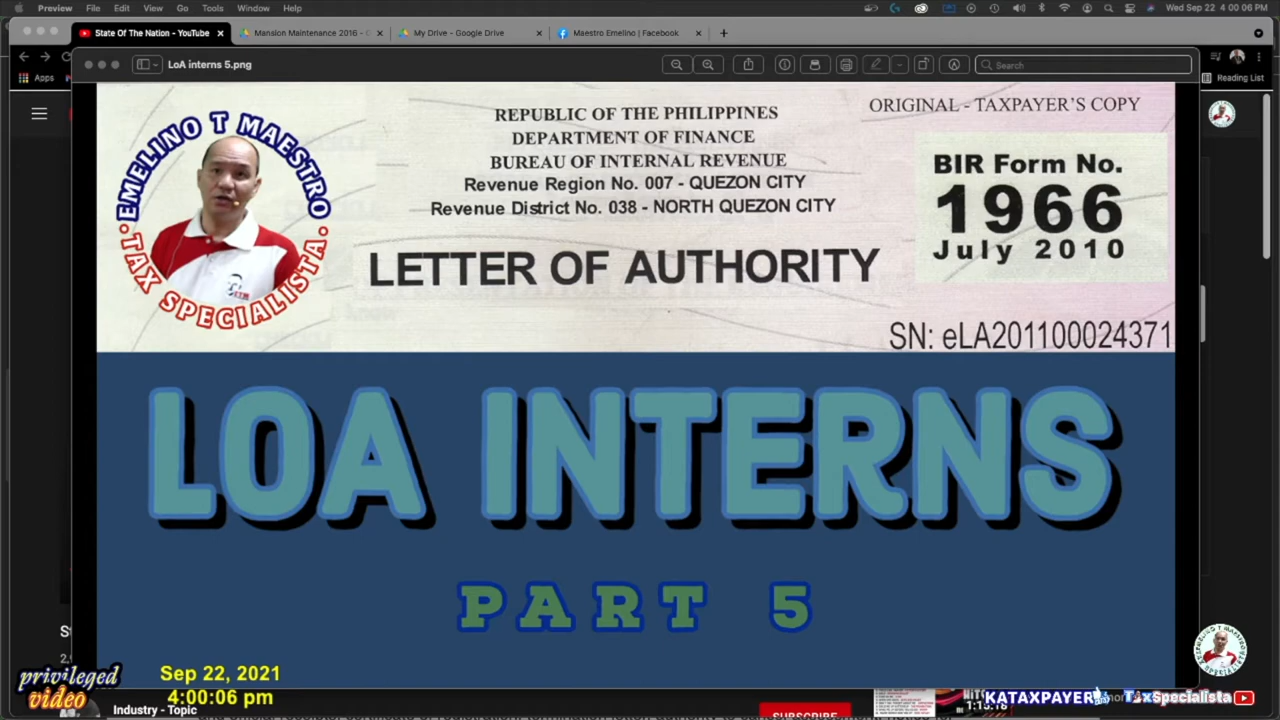 Preview File Edit View Go Tools Window Help
Wed Sep 22 4:00:06 PM
State Of The Nation - YouTube
Mansion Maintenance 2016 -
My Drive - Google Drive
Maestro Emelino | Facebook
Apps
Reading List
LoA interns 5.png
Search
EMELINO T MAESTRO
TAX SPECIALISTA
REPUBLIC OF THE PHILIPPINES
DEPARTMENT OF FINANCE
BUREAU OF INTERNAL REVENUE
Revenue Region No. 007 - QUEZON CITY
Revenue District No. 038 - NORTH QUEZON CITY
LETTER OF AUTHORITY
ORIGINAL - TAXPAYER'S COPY
BIR Form No.
1966
July 2010
SN: eLA201100024371
LOA INTERNS
PART 5
privileged
video
Sep 22, 2021
4:00:06 pm
Industry - Topic
SUBSCRIBE
1:15:18
KATAXPAYER
TaxSpecialista